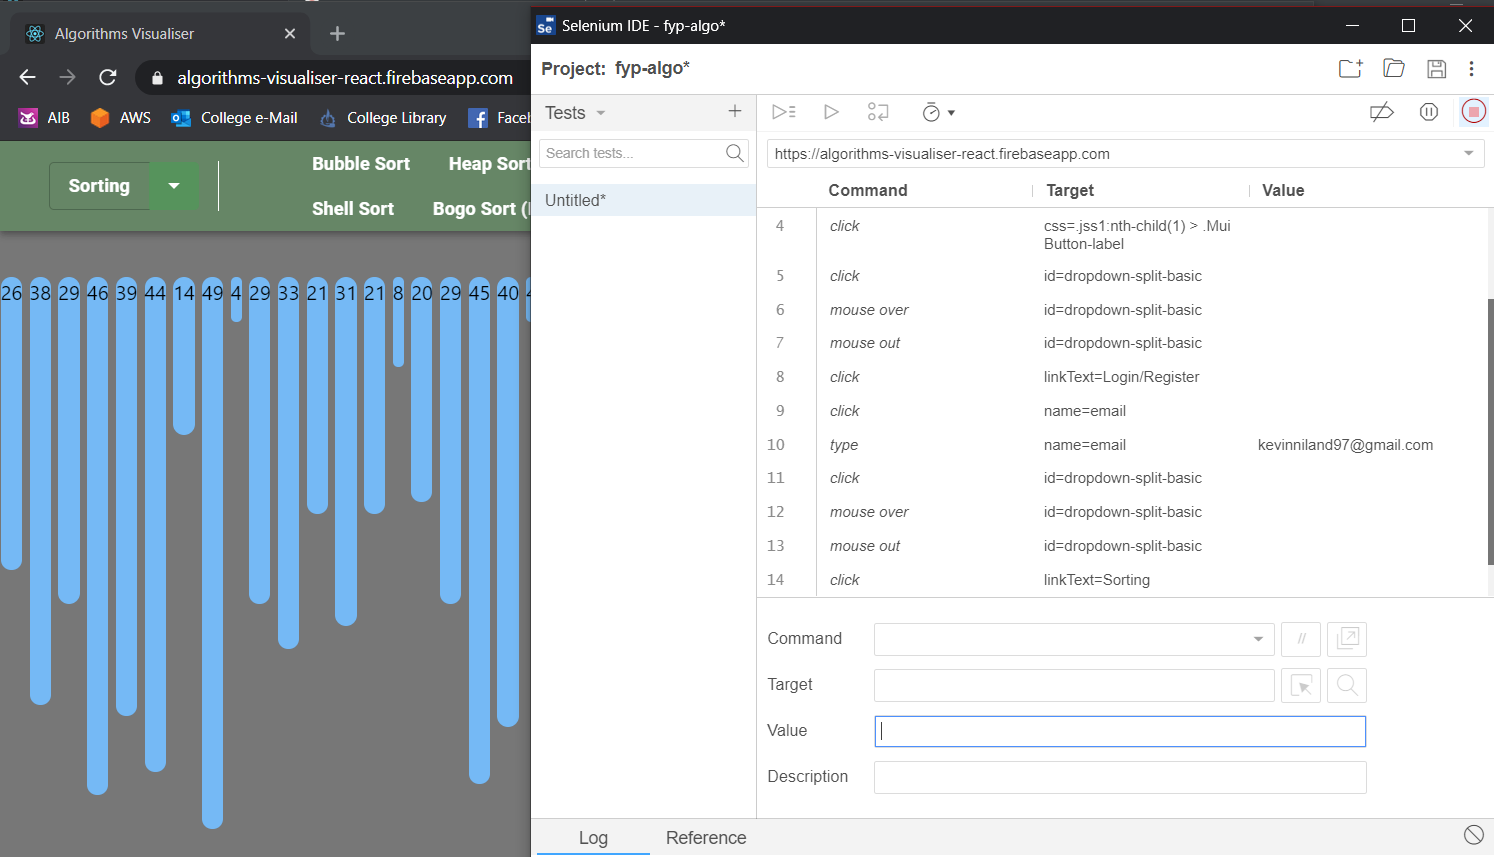 Algorithms Visualiser
algorithms-visualiser-react.firebaseapp.com
AIB
AWS
College e-Mail
College Library
Sorting
Bubble Sort
Heap Sort
Shell Sort
Bogo Sort (
26 38 29 46 39 44 14 49 4 29 33 21 31 21 8 20 29 45 40
Se
Selenium IDE - fyp-algo*
Project: fyp-algo*
Tests
Search tests...
Untitled*
https://algorithms-visualiser-react.firebaseapp.com
Command Target Value
4 click css=.jss1:nth-child(1) > .Mui
Button-label
5 click id=dropdown-split-basic
6 mouse over id=dropdown-split-basic
7 mouse out id=dropdown-split-basic
8 click linkText=Login/Register
9 click name=email
10 type name=email kevinniland97@gmail.com
11 click id=dropdown-split-basic
12 mouse over id=dropdown-split-basic
13 mouse out id=dropdown-split-basic
14 click linkText=Sorting
Command
//
Target
Value
Description
Log
Reference